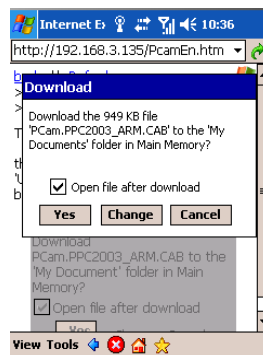 Internet Ex 10:36
http://192.168.3.135/PcamEn.htm
Download
Download the 949 KB file
'PCam.PPC2003_ARM.CAB' to the 'My
Documents' folder in Main Memory?
Open file after download
Yes Change Cancel
Download
PCam.PPC2003_ARM.CAB to the
'My Document' folder in Main
Memory?
Open file after download
Yes
View Tools